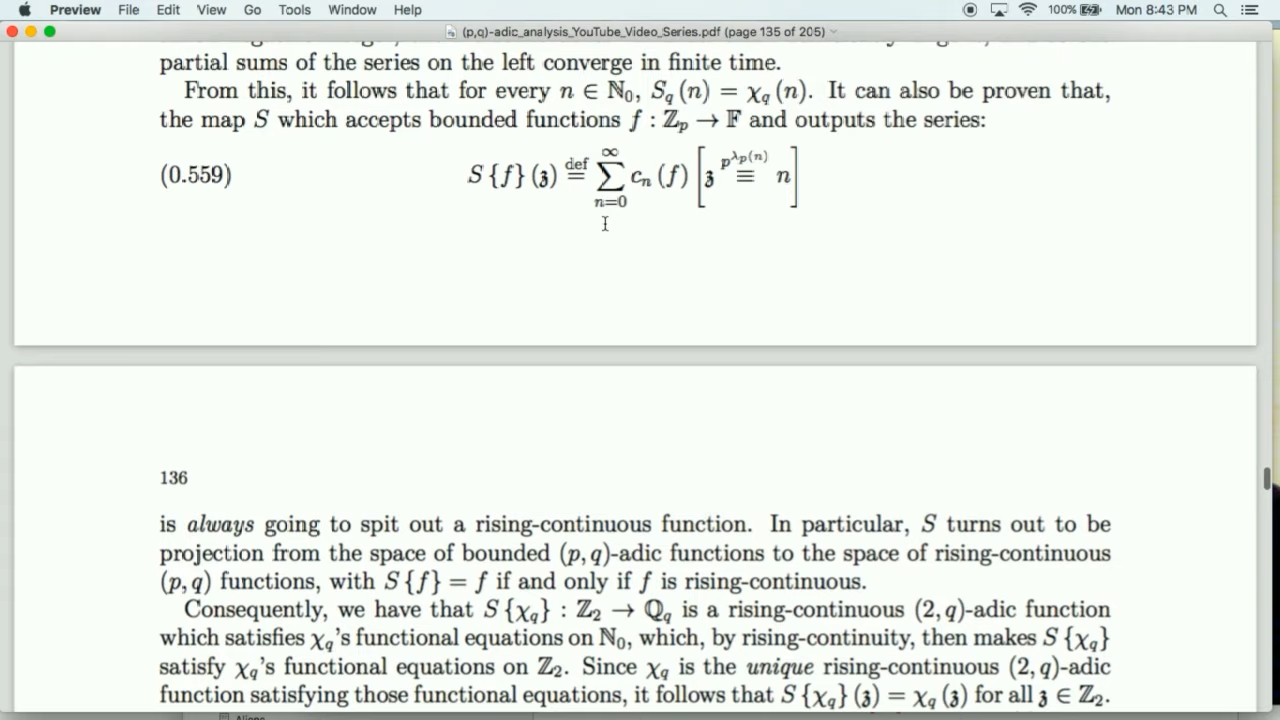 Preview File Edit View Go Tools Window Help 100% Mon 8:43 PM
(p,q)-adic_analysis_YouTube_Video_Series.pdf (page 135 of 205)
partial sums of the series on the left converge in finite time.
From this, it follows that for every n ∈ ℕ₀, S_q (n) = χ_q (n). It can also be proven that,
the map S which accepts bounded functions f : ℤ_p → 𝔽 and outputs the series:
(0.559) S {f} (𝔷) \stackrel{def}{=} \sum_{n=0}^{∞} c_n (f) [𝔷 \stackrel{p^{λ_p(n)}}{≡} n]
136
is always going to spit out a rising-continuous function. In particular, S turns out to be
projection from the space of bounded (p, q)-adic functions to the space of rising-continuous
(p, q) functions, with S {f} = f if and only if f is rising-continuous.
Consequently, we have that S {χ_q} : ℤ₂ → ℚ_q is a rising-continuous (2, q)-adic function
which satisfies χ_q's functional equations on ℕ₀, which, by rising-continuity, then makes S {χ_q}
satisfy χ_q's functional equations on ℤ₂. Since χ_q is the unique rising-continuous (2, q)-adic
function satisfying those functional equations, it follows that S {χ_q} (𝔷) = χ_q (𝔷) for all 𝔷 ∈ ℤ₂.